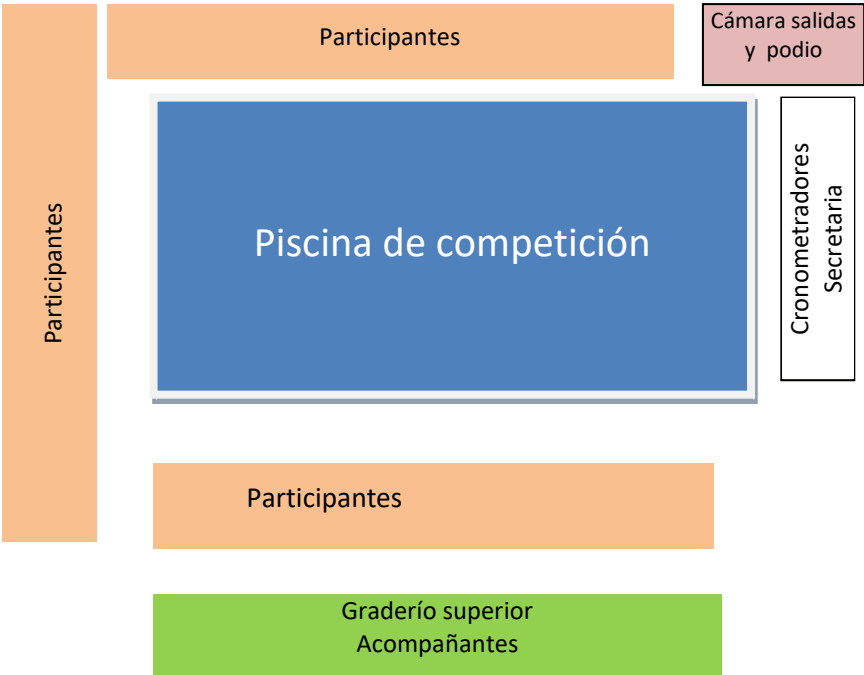 Participantes
Cámara salidas
y podio
Participantes
Piscina de competición
Cronometradores
Secretaria
Participantes
Graderío superior
Acompañantes